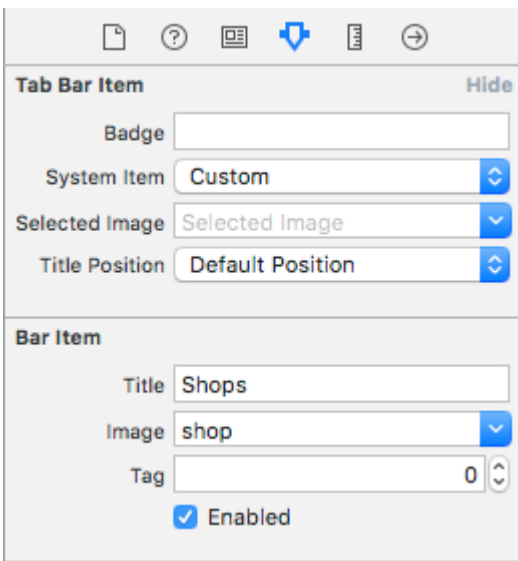 Tab Bar Item Hide
Badge
System Item Custom
Selected Image Selected Image
Title Position Default Position
Bar Item
Title Shops
Image shop
Tag 0
Enabled